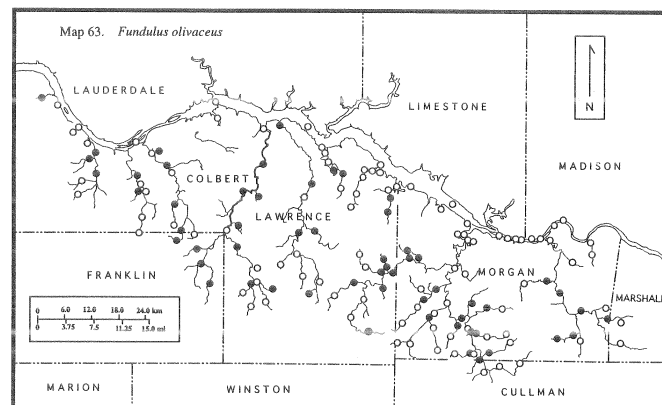 Map 63. Fundulus olivaceus
N
LAUDERDALE
LIMESTONE
MADISON
COLBERT
LAWRENCE
FRANKLIN
MORGAN
MARSHALL
0 6.0 12.0 18.0 24.0 km
0 3.75 7.5 11.25 15.0 mi
MARION
WINSTON
CULLMAN